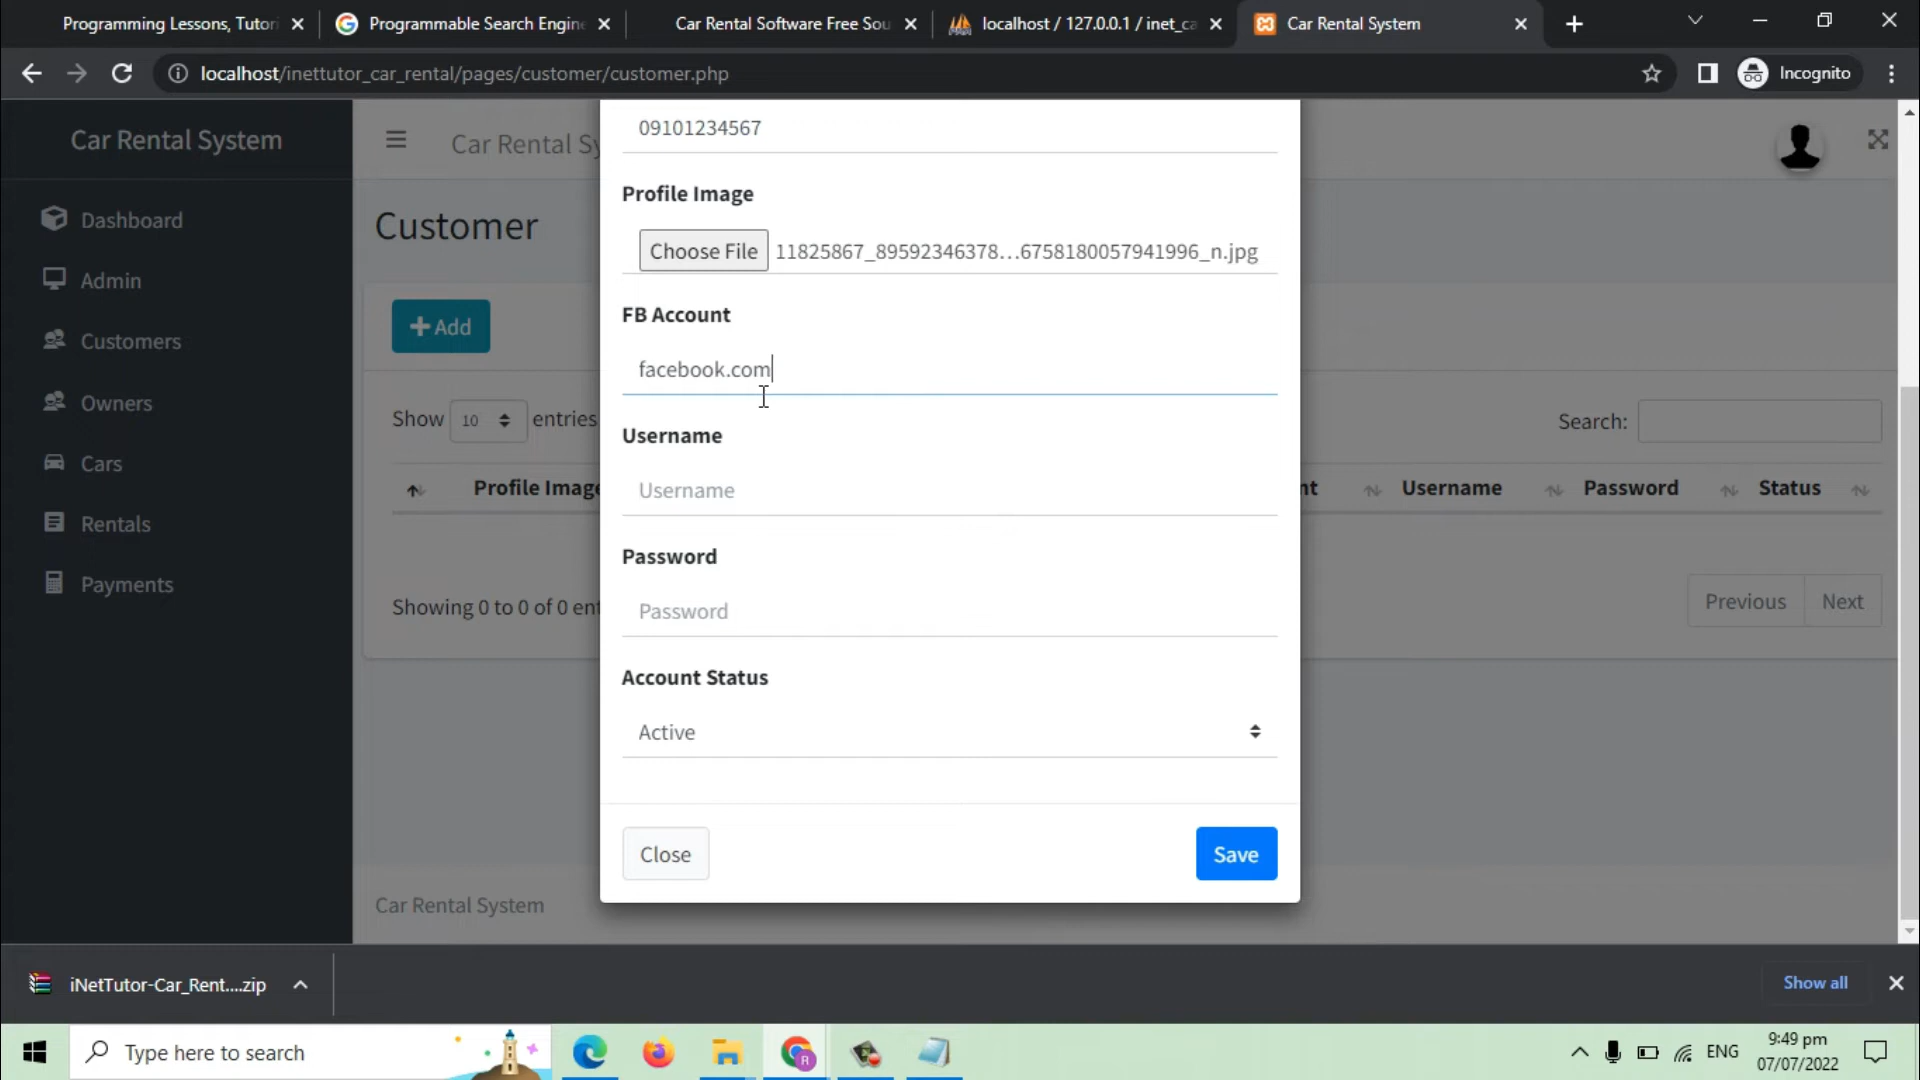 Programming Lessons, Tutori
Programmable Search Engine
Car Rental Software Free Sou
localhost / 127.0.0.1 / inet_ca
Car Rental System
localhost/inettutor_car_rental/pages/customer/customer.php
Incognito
Car Rental System
Dashboard
Admin
Customers
Owners
Cars
Rentals
Payments
Car Rental Sy
Customer
Add
Show 10 entries
Search:
Profile Image
nt
Username
Password
Status
Showing 0 to 0 of 0 ent
Previous
Next
Car Rental System
09101234567
Profile Image
Choose File 11825867_89592346378...6758180057941996_n.jpg
FB Account
facebook.com
Username
Username
Password
Password
Account Status
Active
Close
Save
iNetTutor-Car_Rent....zip
Show all
Type here to search
R
ENG
9:49 pm
07/07/2022